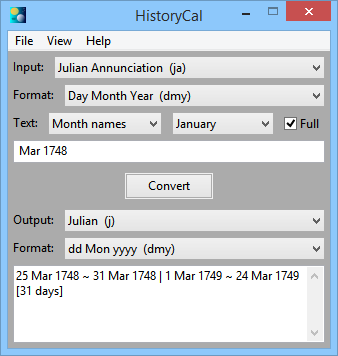 HistoryCal
File View Help
Input: Julian Annunciation (ja)
Format: Day Month Year (dmy)
Text: Month names January Full
Mar 1748
Convert
Output: Julian (j)
Format: dd Mon yyyy (dmy)
25 Mar 1748 ~ 31 Mar 1748 | 1 Mar 1749 ~ 24 Mar 1749
[31 days]